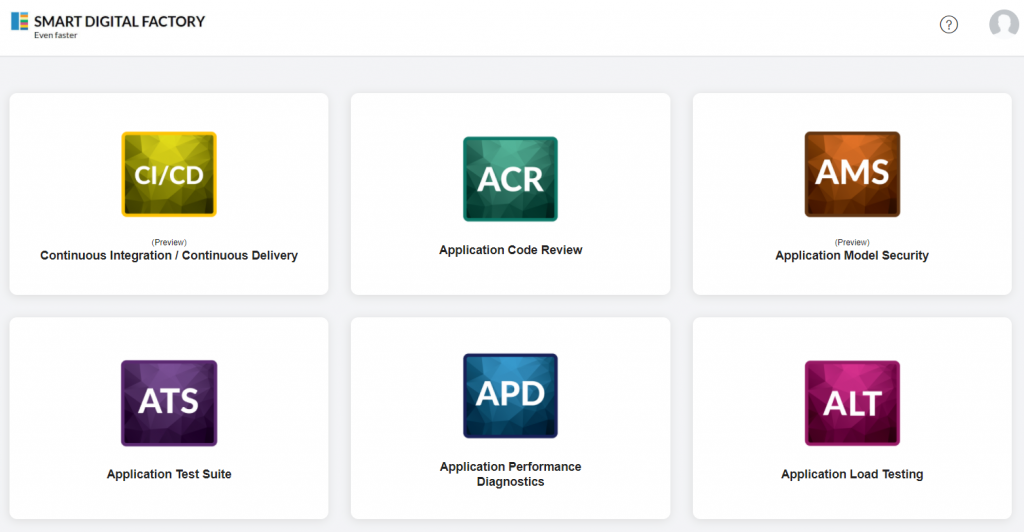 SMART DIGITAL FACTORY
Even faster
?
CI/CD
(Preview)
Continuous Integration / Continuous Delivery
ACR
Application Code Review
AMS
(Preview)
Application Model Security
ATS
Application Test Suite
APD
Application Performance
Diagnostics
ALT
Application Load Testing